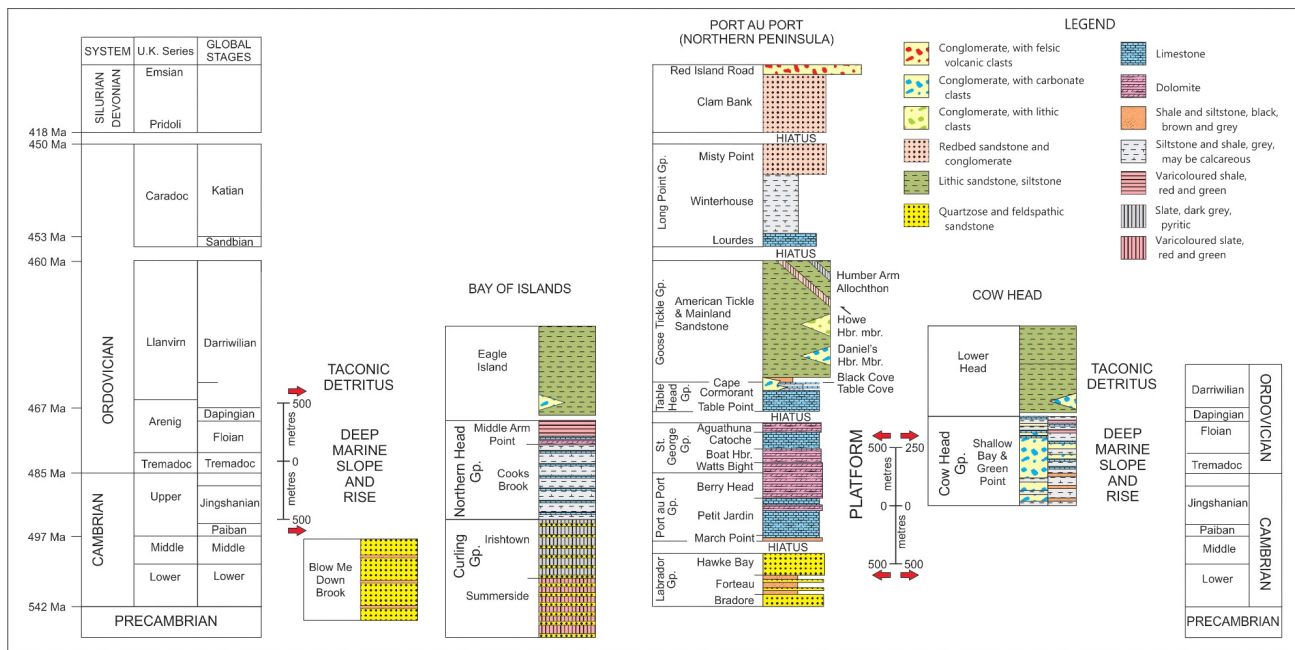 SYSTEM
U.K. Series
GLOBAL
STAGES
SILURIAN
DEVONIAN
Emsian
Pridoli
418 Ma
450 Ma
Caradoc
Katian
453 Ma
Sandbian
460 Ma
ORDOVICIAN
Llanvirn
Darriwilian
467 Ma
Arenig
Dapingian
Floian
Tremadoc
Tremadoc
485 Ma
CAMBRIAN
Upper
Jingshanian
Paiban
497 Ma
Middle
Middle
Lower
Lower
542 Ma
PRECAMBRIAN
TACONIC
DETRITUS
500
metres
0
metres
500
DEEP
MARINE
SLOPE
AND
RISE
Blow Me
Down
Brook
BAY OF ISLANDS
Eagle
Island
Northern Head
Gp.
Middle Arm
Point
Cooks
Brook
Curling Gp.
Irishtown
Summerside
PORT AU PORT
(NORTHERN PENINSULA)
Red Island Road
Clam Bank
HIATUS
Long Point Gp.
Misty Point
Winterhouse
Lourdes
HIATUS
Goose Tickle Gp.
American Tickle
& Mainland
Sandstone
Humber Arm
Allochthon
Howe
Hbr. mbr.
Daniel's
Hbr. Mbr.
Black Cove
Table Cove
Table
Head
Gp.
Cape
Cormorant
Table Point
HIATUS
St.
George
Gp.
Aguathuna
Catoche
Boat Hbr.
Watts Bight
Port au Port
Gp.
Berry Head
Petit Jardin
March Point
HIATUS
Labrador
Gp.
Hawke Bay
Forteau
Bradore
PLATFORM
500
250
metres
metres
0
0
metres
500
500
LEGEND
Conglomerate, with felsic
volcanic clasts
Conglomerate, with carbonate
clasts
Conglomerate, with lithic
clasts
Redbed sandstone and
conglomerate
Lithic sandstone, siltstone
Quartzose and feldspathic
sandstone
Limestone
Dolomite
Shale and siltstone, black,
brown and grey
Siltstone and shale, grey,
may be calcareous
Varicoloured shale,
red and green
Slate, dark grey,
pyritic
Varicoloured slate,
red and green
COW HEAD
Lower
Head
Cow Head
Gp.
Shallow
Bay &
Green
Point
TACONIC
DETRITUS
DEEP
MARINE
SLOPE
AND
RISE
Darriwilian
Dapingian
Floian
Tremadoc
Jingshanian
Paiban
Middle
Lower
ORDOVICIAN
CAMBRIAN
PRECAMBRIAN